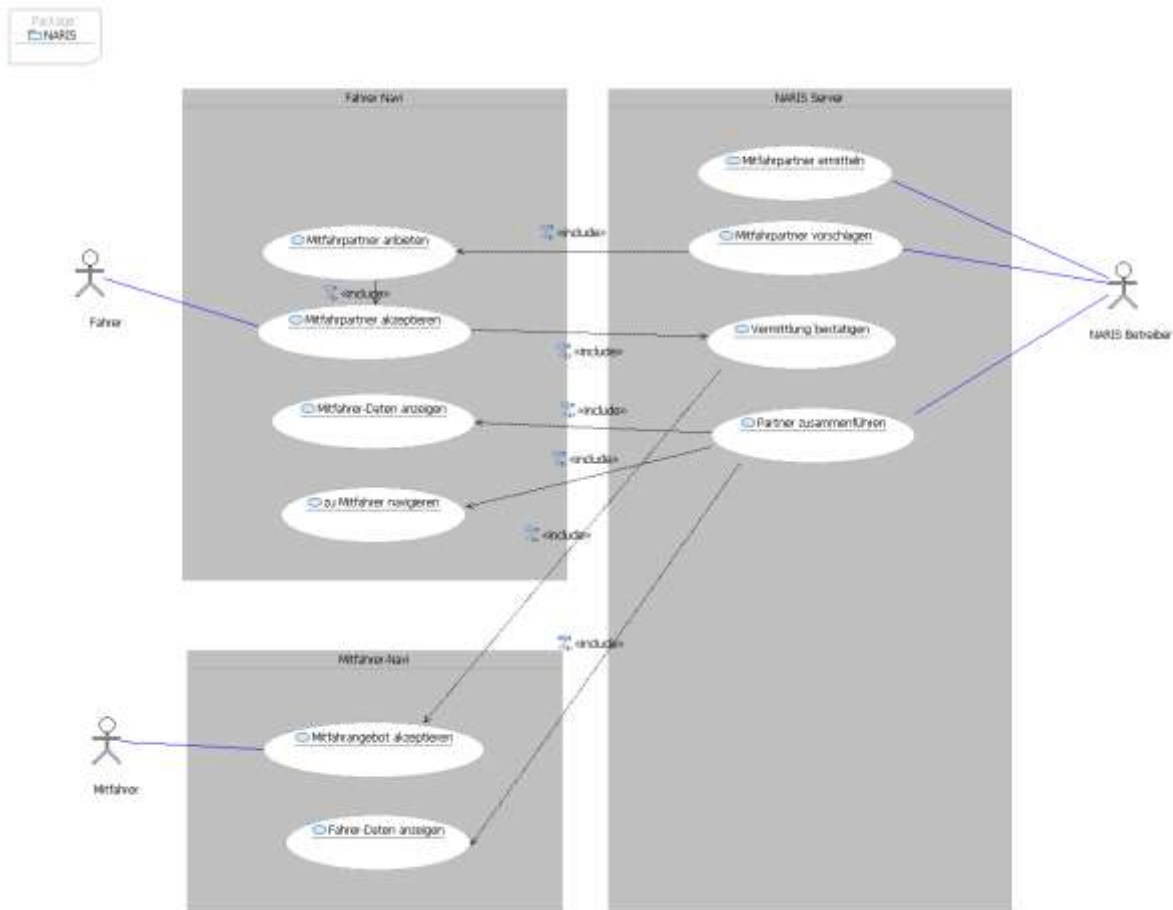 Package
NARIS
Fahrer Navi
NARIS Server
Mitfahrpartner ermitteln
Mitfahrpartner anbieten
«include»
Mitfahrpartner vorschlagen
«include»
Fahrer
Mitfahrpartner akzeptieren
Vermittlung bestätigen
NARIS Betreiber
«include»
Mitfahrer-Daten anzeigen
«include»
Partner zusammenführen
«include»
zu Mitfahrer navigieren
«include»
«include»
Mitfahrer-Navi
Mitfahrangebot akzeptieren
Mitfahrer
Fahrer-Daten anzeigen